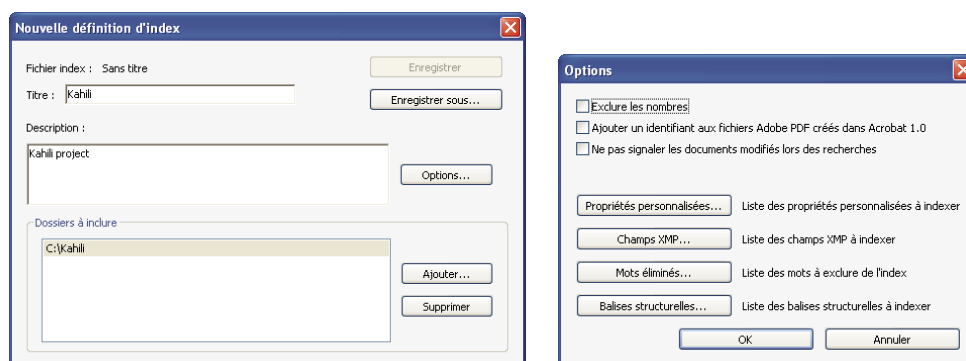 Nouvelle définition d'index
Fichier index : Sans titre
Enregistrer
Titre : Kahili
Enregistrer sous...
Description :
Kahili project
Options...
Dossiers à inclure
C:\Kahili
Ajouter...
Supprimer
Options
Exclure les nombres
Ajouter un identifiant aux fichiers Adobe PDF créés dans Acrobat 1.0
Ne pas signaler les documents modifiés lors des recherches
Propriétés personnalisées... Liste des propriétés personnalisées à indexer
Champs XMP... Liste des champs XMP à indexer
Mots éliminés... Liste des mots à exclure de l'index
Balises structurelles... Liste des balises structurelles à indexer
OK Annuler